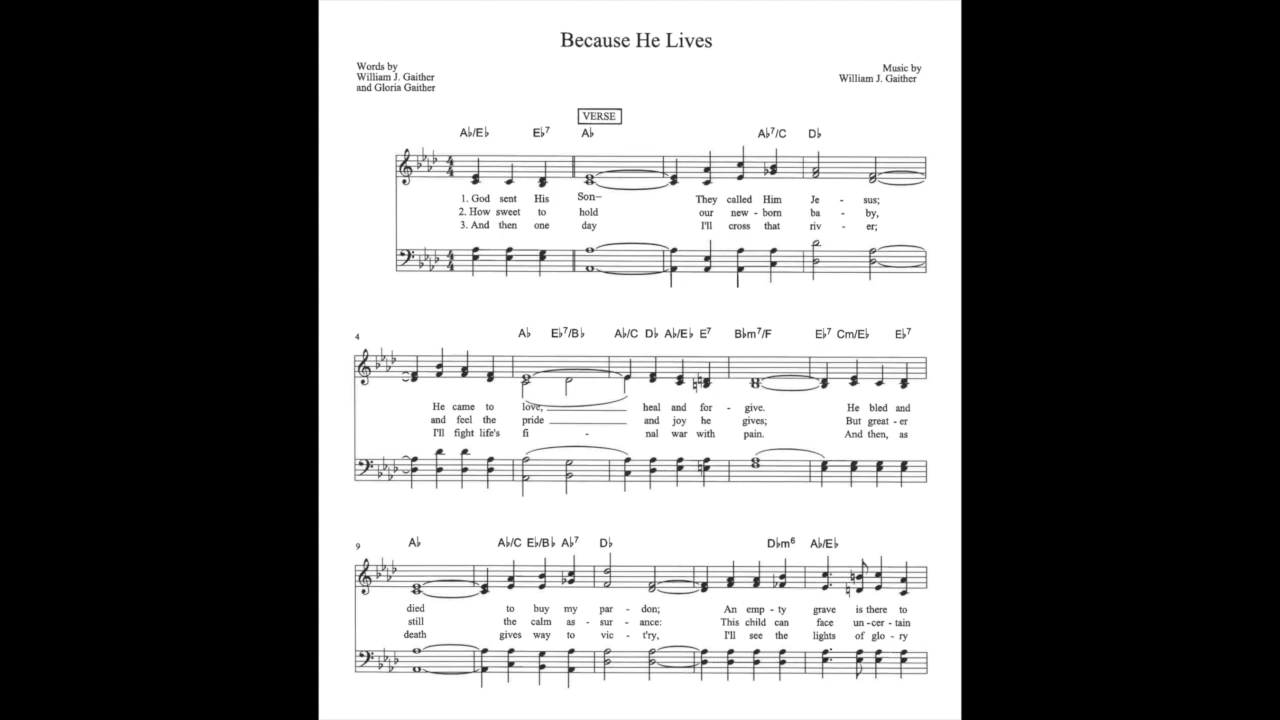 Because He Lives
Words by
William J. Gaither
and Gloria Gaither
Music by
William J. Gaither
VERSE
A♭/E♭ E♭7 A♭ A♭7/C D♭
1. God sent His Son– They called Him Je - sus;
2. How sweet to hold our new - born ba - by,
3. And then one day I'll cross that riv - er;
4
A♭ E♭7/B♭ A♭/C D♭ A♭/E♭ E7 B♭m7/F E♭7 Cm/E♭ E♭7
He came to love, heal and for - give. He bled and
and feel the pride and joy he gives; But great - er
I'll fight life's fi - nal war with pain. And then, as
9
A♭ A♭/C E♭/B♭ A♭7 D♭ D♭m6 A♭/E♭
died to buy my par - don; An emp - ty grave is there to
still the calm as - sur - ance: This child can face un - cer - tain
death gives way to vic - t'ry, I'll see the lights of glo - ry